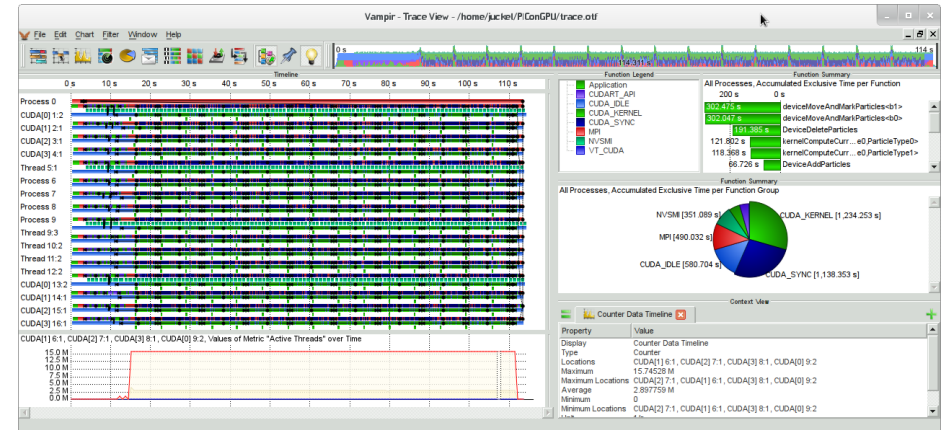 Vampir - Trace View - /home/juckel/PIConGPU/trace.otf
File Edit Chart Filter Window Help
0 s 114 s
114.311 s
Timeline
0 s 10 s 20 s 30 s 40 s 50 s 60 s 70 s 80 s 90 s 100 s 110 s
Process 0
CUDA[0] 1:2
CUDA[1] 2:1
CUDA[2] 3:1
CUDA[3] 4:1
Thread 5:1
Process 6
Process 7
Process 8
Process 9
Thread 9:3
Thread 10:2
Thread 11:2
Thread 12:2
CUDA[0] 13:2
CUDA[1] 14:1
CUDA[2] 15:1
CUDA[3] 16:1
CUDA[1] 6:1, CUDA[2] 7:1, CUDA[3] 8:1, CUDA[0] 9:2, Values of Metric "Active Threads" over Time
15.0 M
12.5 M
10.0 M
7.5 M
5.0 M
2.5 M
0.0 M
Function Legend
Application
CUDART_API
CUDA_IDLE
CUDA_KERNEL
CUDA_SYNC
MPI
NVSMI
VT_CUDA
Function Summary
All Processes, Accumulated Exclusive Time per Function
200 s 0 s
302.475 s deviceMoveAndMarkParticles<b1>
302.047 s deviceMoveAndMarkParticles<b0>
191.385 s DeviceDeleteParticles
121.802 s kernelComputeCurr...e0,ParticleType0>
118.368 s kernelComputeCurr...e0,ParticleType1>
66.726 s DeviceAddParticles
Function Summary
All Processes, Accumulated Exclusive Time per Function Group
NVSMI [351.089 s]
CUDA_KERNEL [1,234.253 s]
MPI [490.032 s]
CUDA_IDLE [580.704 s]
CUDA_SYNC [1,138.353 s]
Context View
Counter Data Timeline
Property Value
Display Counter Data Timeline
Type Counter
Locations CUDA[1] 6:1, CUDA[2] 7:1, CUDA[3] 8:1, CUDA[0] 9:2
Maximum 15.74528 M
Maximum Locations CUDA[2] 7:1, CUDA[1] 6:1, CUDA[3] 8:1, CUDA[0] 9:2
Average 2.897759 M
Minimum 0
Minimum Locations CUDA[2] 7:1, CUDA[1] 6:1, CUDA[3] 8:1, CUDA[0] 9:2